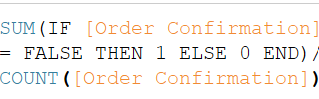 SUM(IF [Order Confirmation]
= FALSE THEN 1 ELSE 0 END)/
COUNT([Order Confirmation])